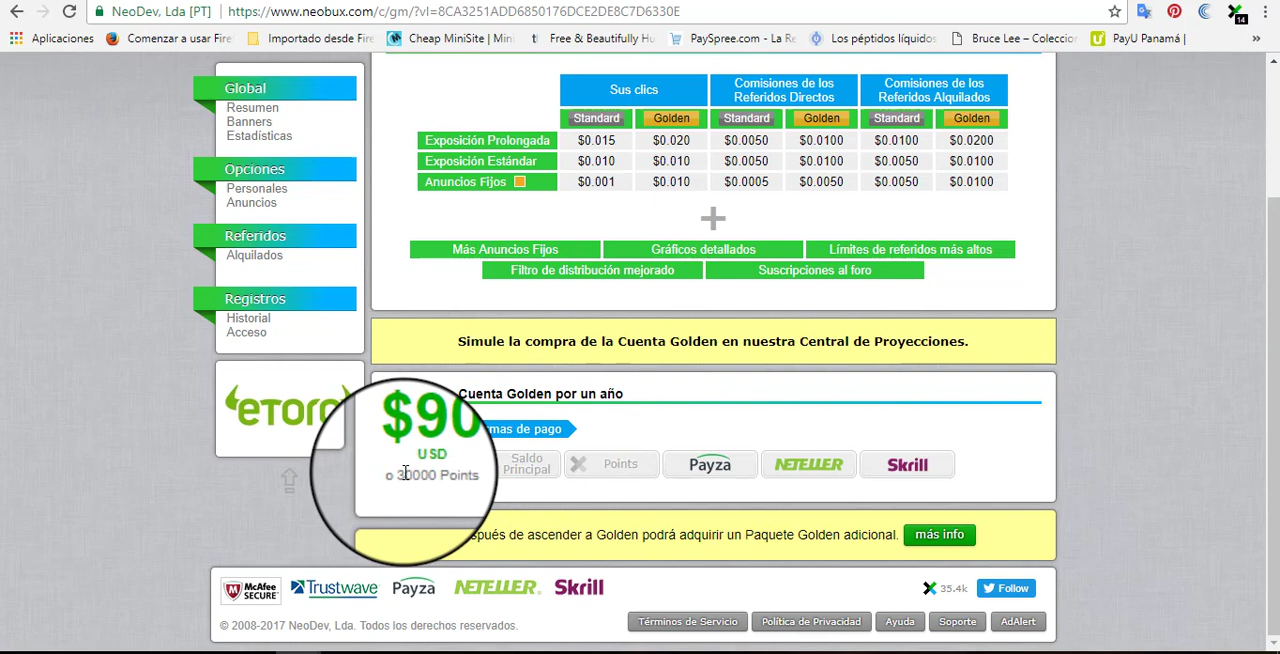 NeoDev, Lda [PT]
https://www.neobux.com/c/gm/?vl=8CA3251ADD6850176DCE2DE8C7D6330E
14
Aplicaciones
Comenzar a usar Fire
Importado desde Fire
Cheap MiniSite | Mini
t Free & Beautifully Hu
PaySpree.com - La Re
Los péptidos líquidos
Bruce Lee – Coleccion
PayU Panamá |
»
Global
Resumen
Banners
Estadísticas
Opciones
Personales
Anuncios
Referidos
Alquilados
Registros
Historial
Acceso
Sus clics
Comisiones de los
Referidos Directos
Comisiones de los
Referidos Alquilados
Standard Golden Standard Golden Standard Golden
Exposición Prolongada $0.015 $0.020 $0.0050 $0.0100 $0.0100 $0.0200
Exposición Estándar $0.010 $0.010 $0.0050 $0.0100 $0.0050 $0.0100
Anuncios Fijos $0.001 $0.010 $0.0005 $0.0050 $0.0050 $0.0100
+
Más Anuncios Fijos Gráficos detallados Límites de referidos más altos
Filtro de distribución mejorado Suscripciones al foro
Simule la compra de la Cuenta Golden en nuestra Central de Proyecciones.
eToro
Cuenta Golden por un año
$90
USD
o 30000 Points
mas de pago
Saldo
Principal
Points
Payza
NETELLER
Skrill
spués de ascender a Golden podrá adquirir un Paquete Golden adicional. más info
McAfee
SECURE
Trustwave
Payza
NETELLER
Skrill
35.4k
Follow
© 2008-2017 NeoDev, Lda. Todos los derechos reservados.
Términos de Servicio Política de Privacidad Ayuda Soporte AdAlert